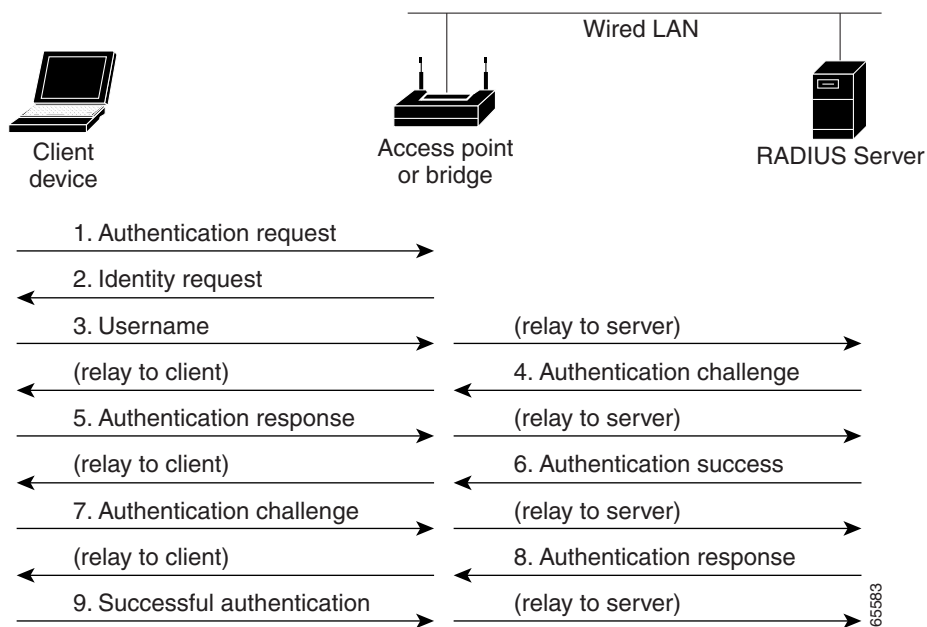 Wired LAN
Client
device
Access point
or bridge
RADIUS Server
1. Authentication request
2. Identity request
3. Username
(relay to server)
(relay to client)
4. Authentication challenge
5. Authentication response
(relay to server)
(relay to client)
6. Authentication success
7. Authentication challenge
(relay to server)
(relay to client)
8. Authentication response
9. Successful authentication
(relay to server)
65583